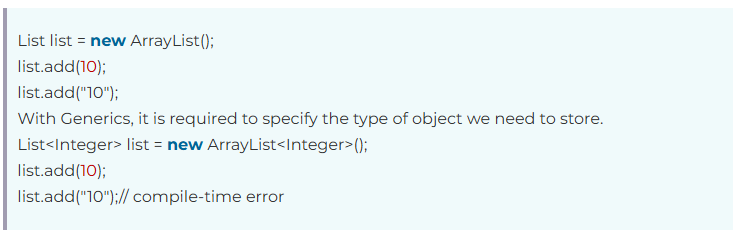 List list = new ArrayList();
list.add(10);
list.add("10");
With Generics, it is required to specify the type of object we need to store.
List<Integer> list = new ArrayList<Integer>();
list.add(10);
list.add("10");// compile-time error